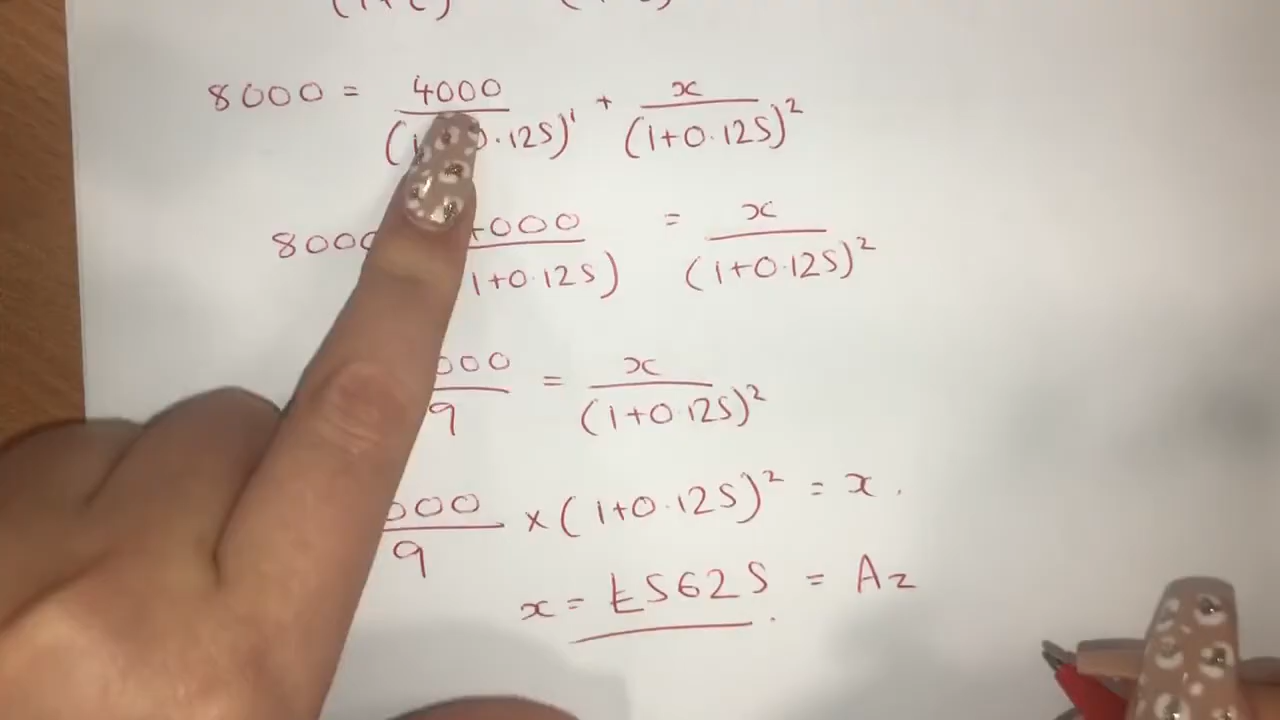 8000 = 4000 / (1+0.125)¹ + x / (1+0.125)²
8000 000 / 1+0.125) = x / (1+0.125)²
000 / 9 = x / (1+0.125)²
000 / 9 × (1+0.125)² = x.
x = £5625 = A2